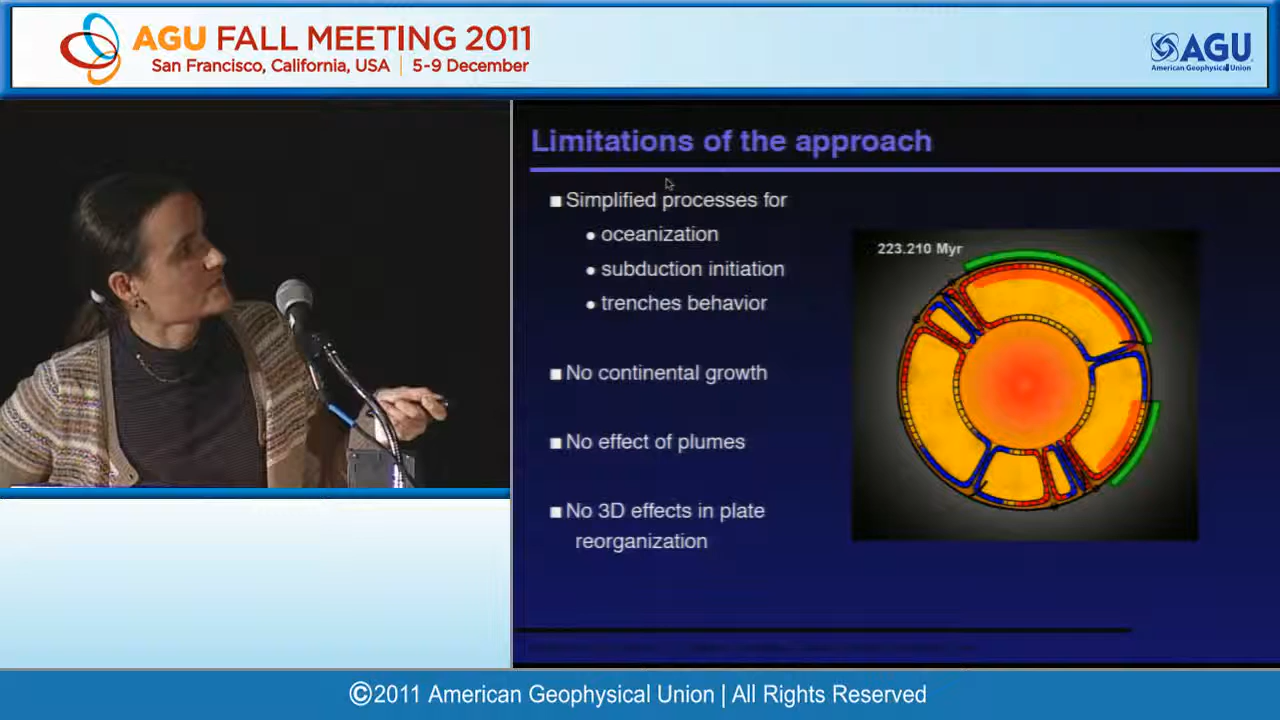 AGU FALL MEETING 2011
San Francisco, California, USA | 5-9 December
AGU
American Geophysical Union
Limitations of the approach
Simplified processes for
oceanization
subduction initiation
trenches behavior
No continental growth
No effect of plumes
No 3D effects in plate
reorganization
223.210 Myr
©2011 American Geophysical Union | All Rights Reserved